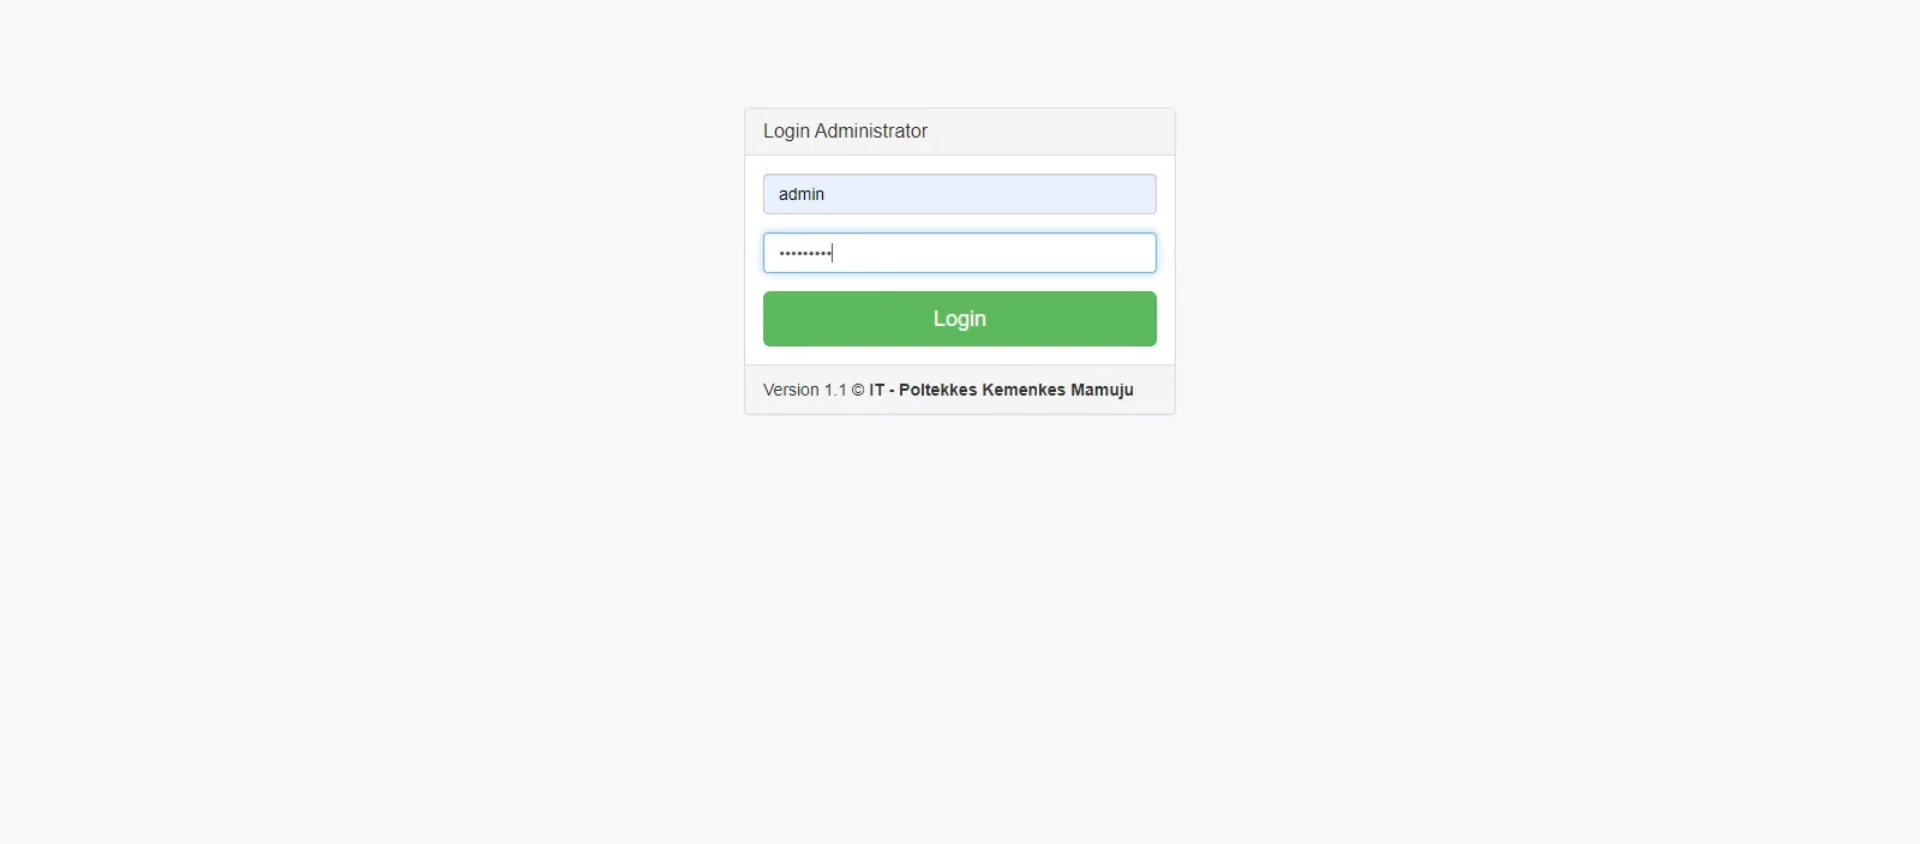 Login Administrator
admin
•••••••••
Login
Version 1.1 © IT - Poltekkes Kemenkes Mamuju